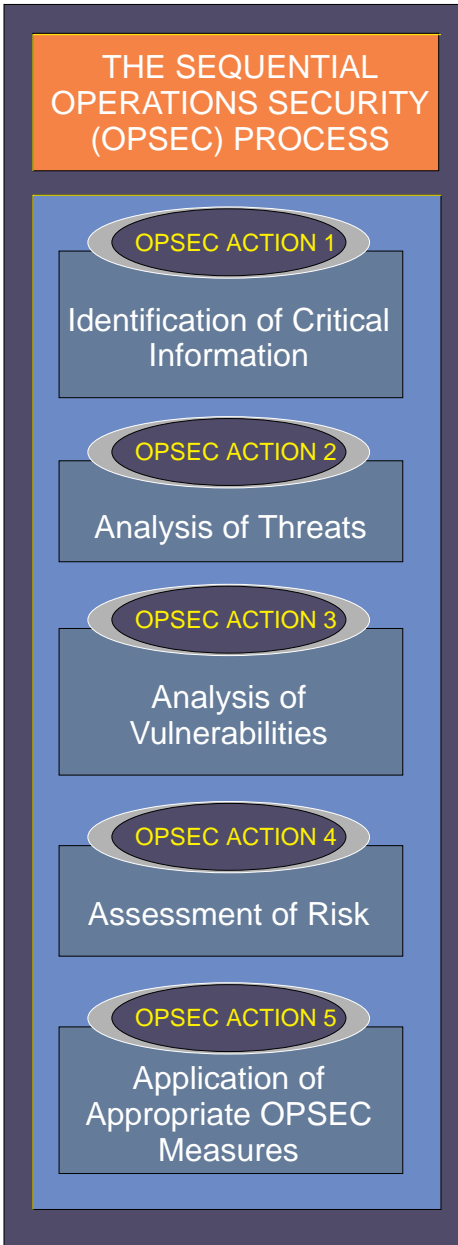 THE SEQUENTIAL
OPERATIONS SECURITY
(OPSEC) PROCESS
OPSEC ACTION 1
Identification of Critical
Information
OPSEC ACTION 2
Analysis of Threats
OPSEC ACTION 3
Analysis of
Vulnerabilities
OPSEC ACTION 4
Assessment of Risk
OPSEC ACTION 5
Application of
Appropriate OPSEC
Measures